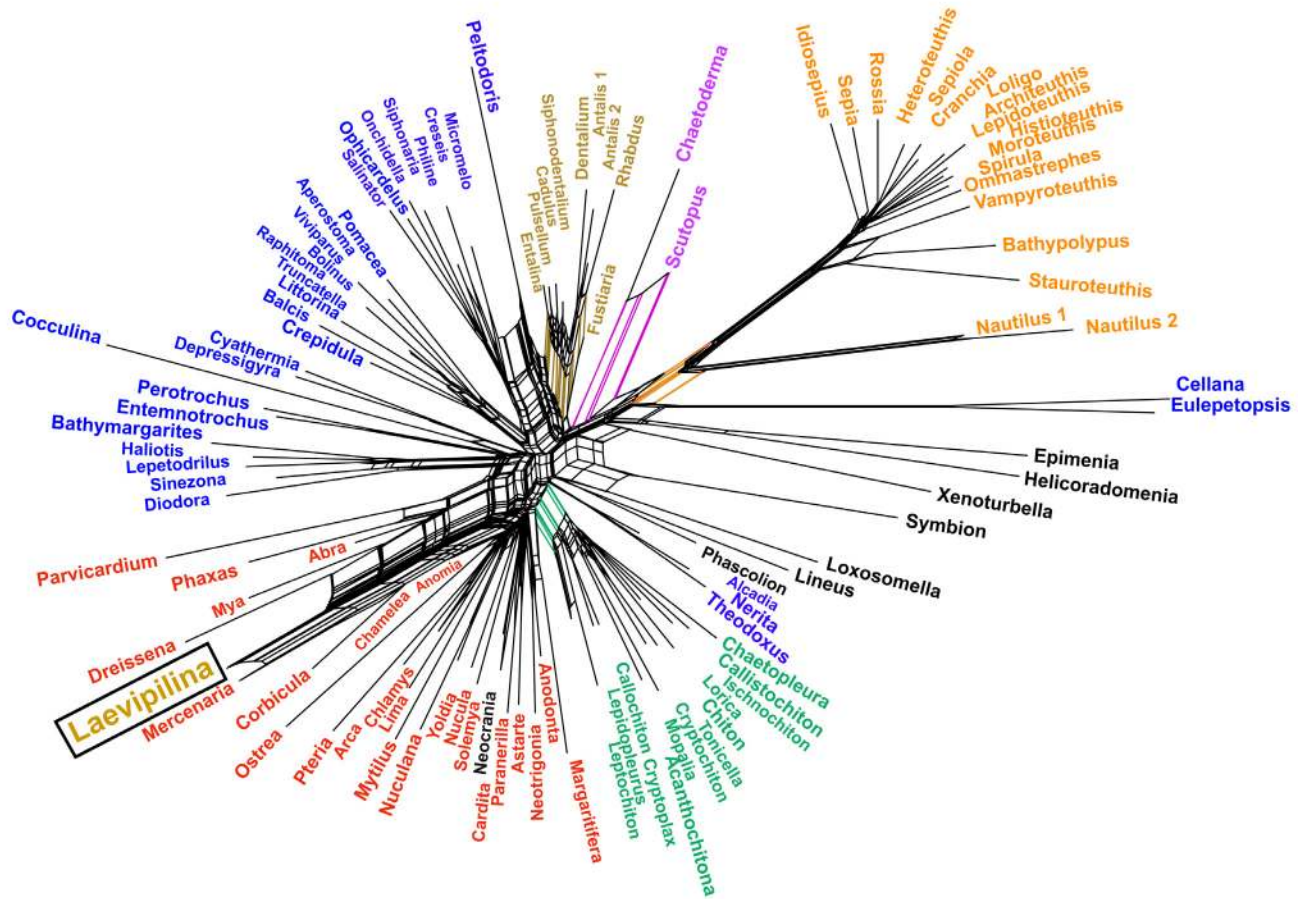 Peltodoris
Micromelo
Creseis
Philine
Siphonaria
Onchidella
Ophicardelus
Salinator
Pomacea
Aperostoma
Viviparus
Bolinus
Raphitoma
Truncatella
Littorina
Balcis
Crepidula
Cocculina
Cyathermia
Depressigyra
Perotrochus
Entemnotrochus
Bathymargarites
Haliotis
Lepetodrilus
Sinezona
Diodora
Siphonodentalium
Cadulus
Pulsellum
Entalina
Dentalium
Antalis 1
Antalis 2
Rhabdus
Fustiaria
Chaetoderma
Scutopus
Idiosepius
Sepia
Rossia
Heteroteuthis
Sepiola
Cranchia
Loligo
Architeuthis
Lepidoteuthis
Histioteuthis
Moroteuthis
Spirula
Ommastrephes
Vampyroteuthis
Bathypolypus
Stauroteuthis
Nautilus 1
Nautilus 2
Cellana
Eulepetopsis
Epimenia
Helicoradomenia
Xenoturbella
Symbion
Loxosomella
Lineus
Phascolion
Alcadia
Nerita
Theodoxus
Chaetopleura
Callistochiton
Ischnochiton
Lorica
Chiton
Tonicella
Cryptochiton
Mopalia
Acanthochitona
Cryptoplax
Callochiton
Lepidopleurus
Leptochiton
Margaritifera
Anodonta
Neotrigonia
Astarte
Paranerilla
Cardita
Neocrania
Solemya
Nucula
Yoldia
Nuculana
Mytilus
Lima
Chlamys
Arca
Pteria
Ostrea
Corbicula
Chamelea
Anomia
Mercenaria
Laevipilina
Dreissena
Mya
Abra
Phaxas
Parvicardium